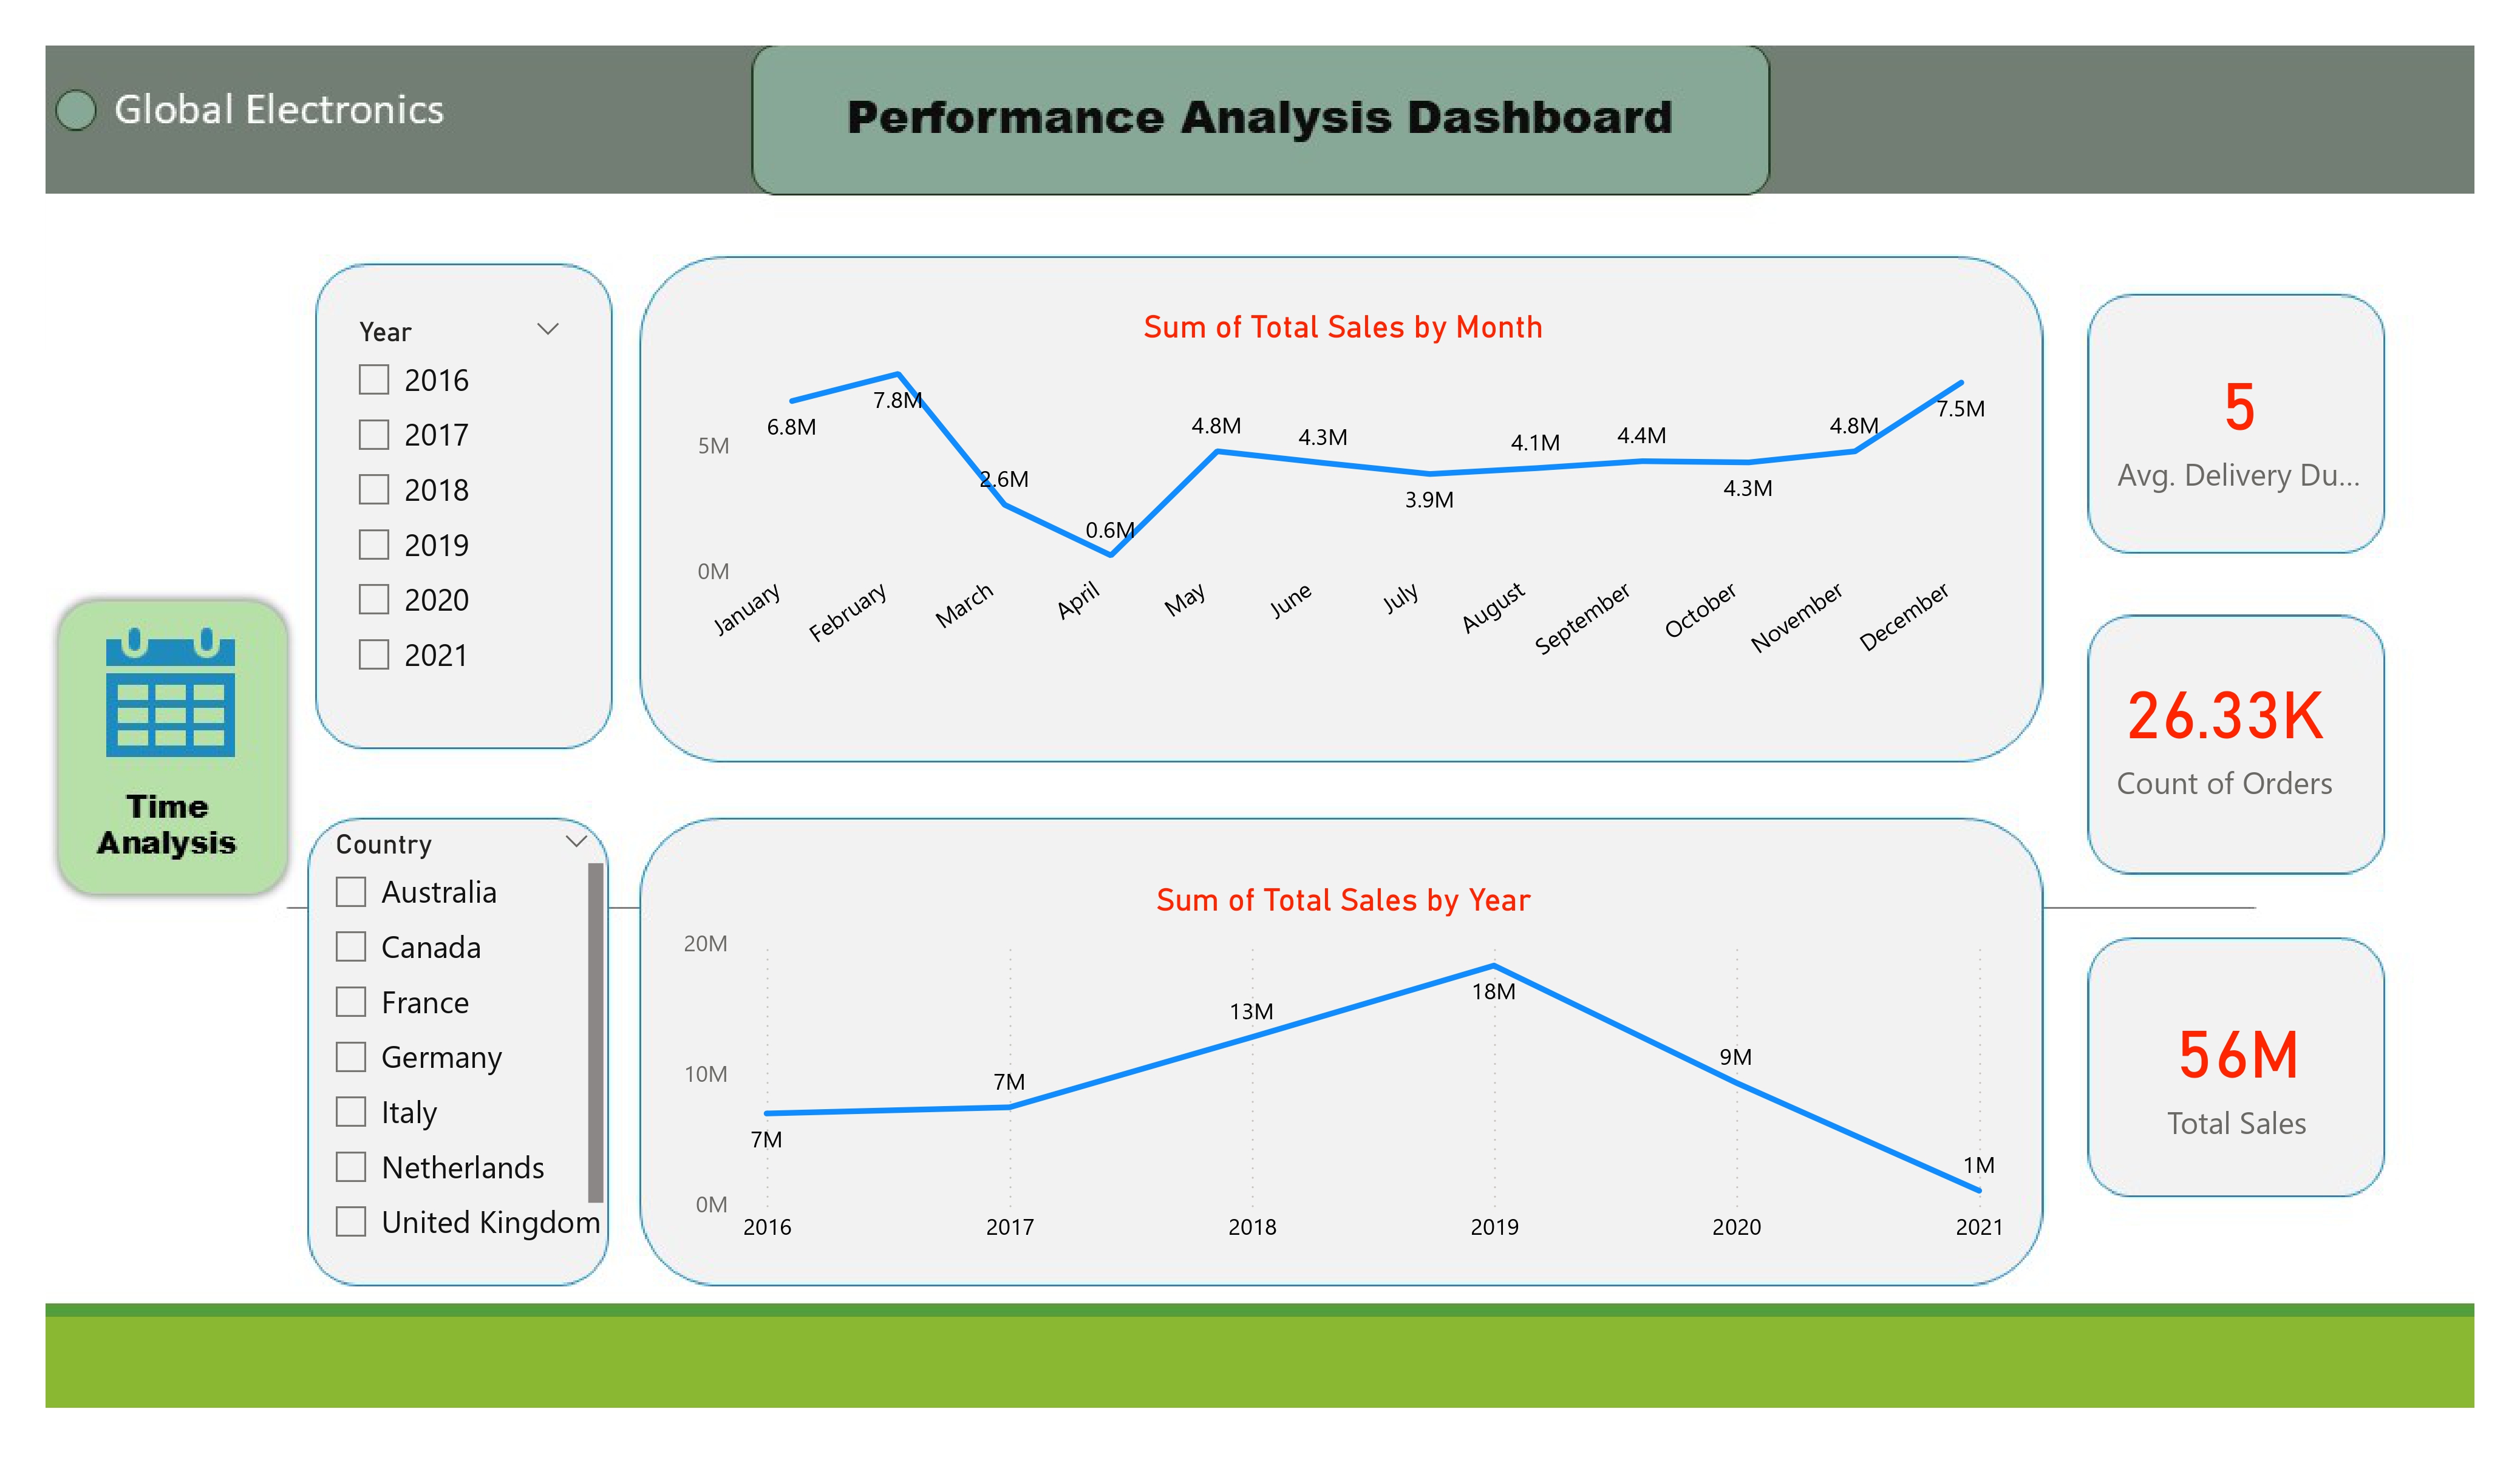 Global Electronics
Performance Analysis Dashboard
Year
2016
2017
2018
2019
2020
2021
Sum of Total Sales by Month
5M
0M
6.8M
7.8M
2.6M
0.6M
4.8M
4.3M
3.9M
4.1M
4.4M
4.3M
4.8M
7.5M
January
February
March
April
May
June
July
August
September
October
November
December
5
Avg. Delivery Du...
26.33K
Count of Orders
Time
Analysis
Country
Australia
Canada
France
Germany
Italy
Netherlands
United Kingdom
Sum of Total Sales by Year
20M
10M
0M
7M
7M
13M
18M
9M
1M
2016
2017
2018
2019
2020
2021
56M
Total Sales